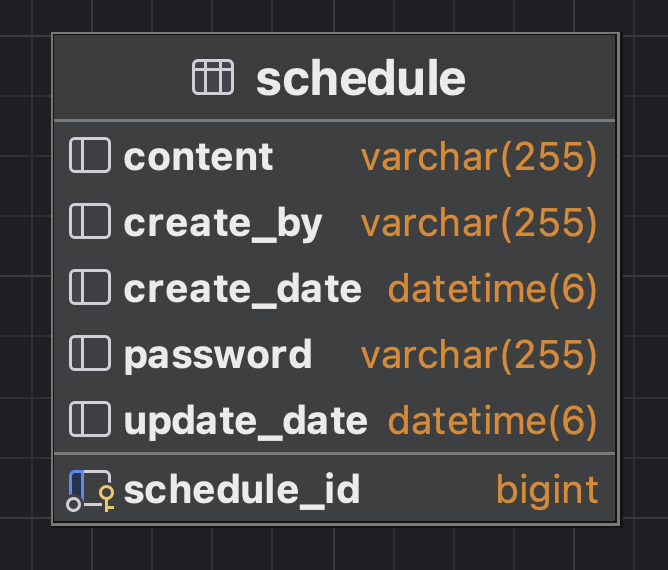 schedule
content varchar(255)
create_by varchar(255)
create_date datetime(6)
password varchar(255)
update_date datetime(6)
schedule_id bigint